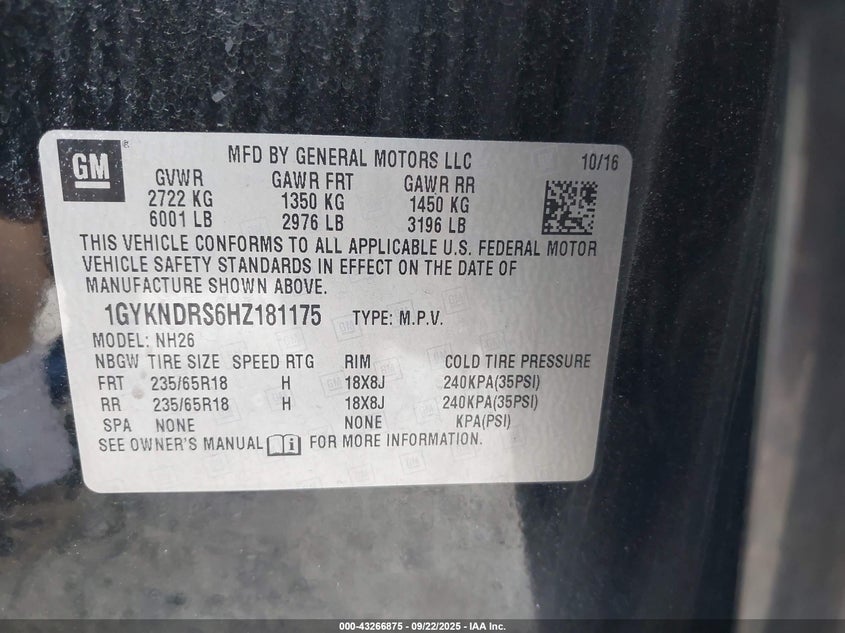 GM
MFD BY GENERAL MOTORS LLC 10/16
GVWR GAWR FRT GAWR RR
2722 KG 1350 KG 1450 KG
6001 LB 2976 LB 3196 LB
THIS VEHICLE CONFORMS TO ALL APPLICABLE U.S. FEDERAL MOTOR
VEHICLE SAFETY STANDARDS IN EFFECT ON THE DATE OF
MANUFACTURE SHOWN ABOVE.
1GYKNDRS6HZ181175 TYPE: M.P.V.
MODEL: NH26
NBGW TIRE SIZE SPEED RTG RIM COLD TIRE PRESSURE
FRT 235/65R18 H 18X8J 240KPA(35PSI)
RR 235/65R18 H 18X8J 240KPA(35PSI)
SPA NONE NONE KPA(PSI)
SEE OWNER'S MANUAL i FOR MORE INFORMATION.
000-43266875 - 09/22/2025 - IAA Inc.